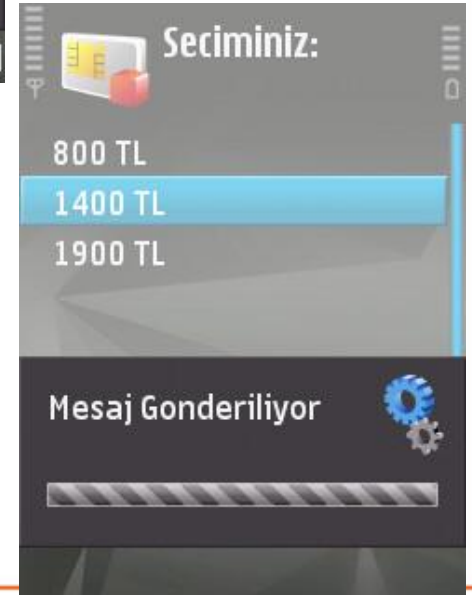 Seciminiz:
800 TL
1400 TL
1900 TL
Mesaj Gonderiliyor